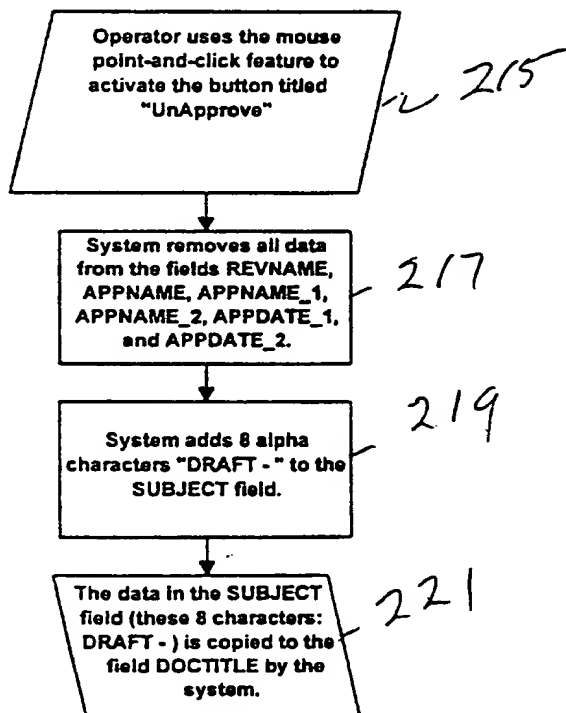 Operator uses the mouse
point-and-click feature to
activate the button titled
"UnApprove"
215
System removes all data
from the fields REVNAME,
APPNAME, APPNAME_1,
APPNAME_2, APPDATE_1,
and APPDATE_2.
217
System adds 8 alpha
characters "DRAFT - " to the
SUBJECT field.
219
The data in the SUBJECT
field (these 8 characters:
DRAFT - ) is copied to the
field DOCTITLE by the
system.
221